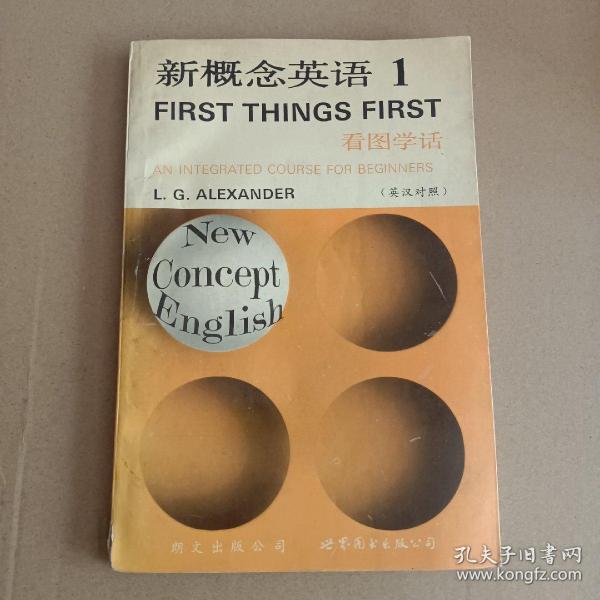 新概念英语 1
FIRST THINGS FIRST
看图学话
AN INTEGRATED COURSE FOR BEGINNERS
L. G. ALEXANDER （英汉对照）
New
Concept
English
朗文出版公司 世界图书出版公司
孔夫子旧书网
www.kongfz.com